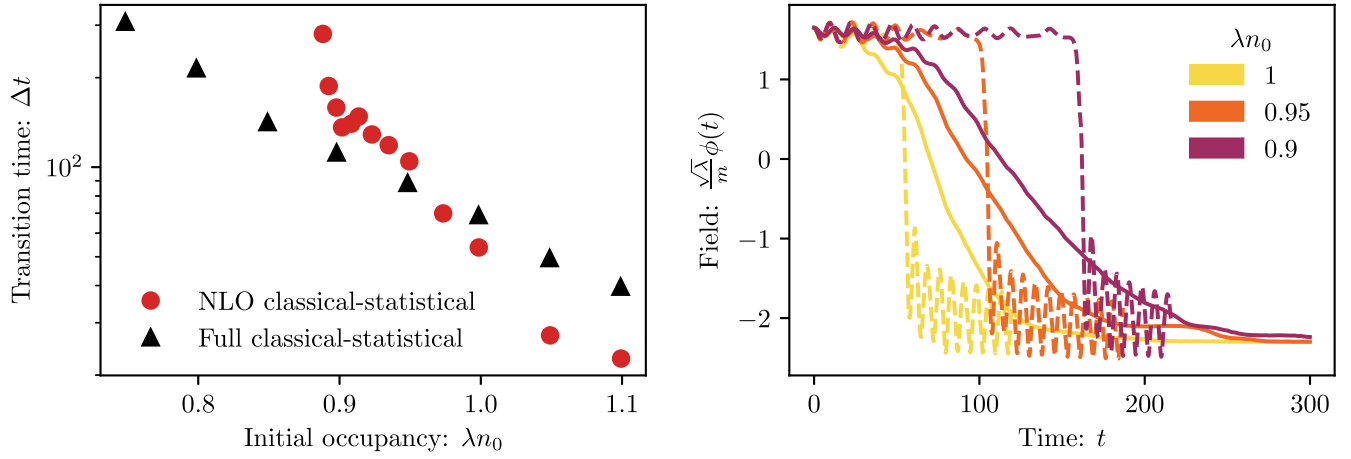 Transition time: Δt
10²
0.8
0.9
1.0
1.1
Initial occupancy: λn₀
NLO classical-statistical
Full classical-statistical
Field: √λ/m ϕ(t)
1
0
−1
−2
0
100
200
300
Time: t
λn₀
1
0.95
0.9